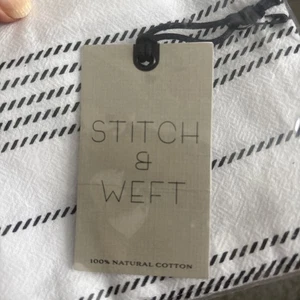 STITCH
&
WEFT
100% NATURAL COTTON